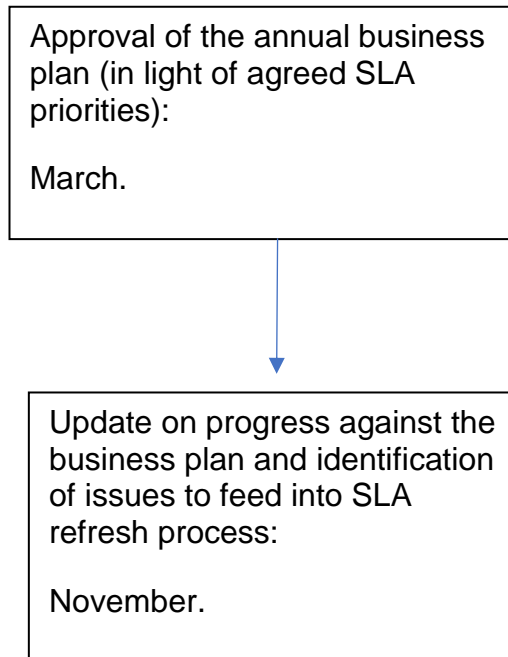 Approval of the annual business
plan (in light of agreed SLA
priorities):
March.
Update on progress against the
business plan and identification
of issues to feed into SLA
refresh process:
November.